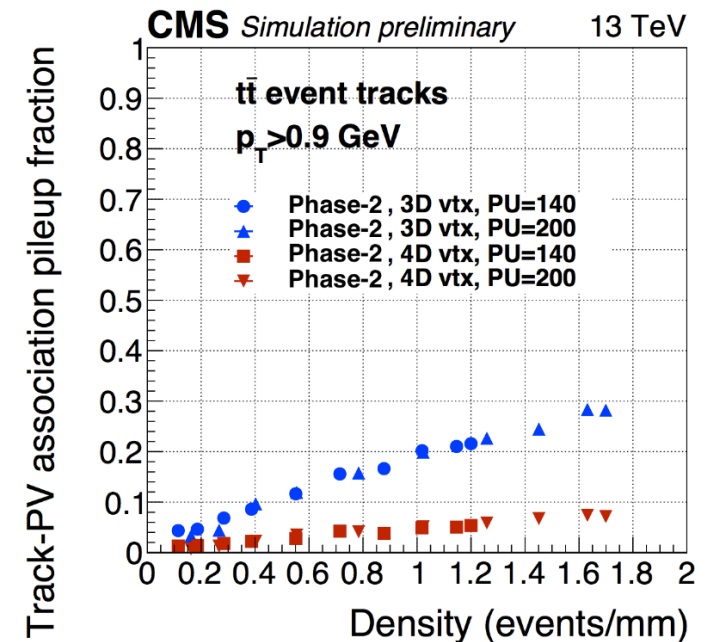 CMS Simulation preliminary 13 TeV
Track-PV association pileup fraction
1
0.9
0.8
0.7
0.6
0.5
0.4
0.3
0.2
0.1
0
tt̄ event tracks
pT>0.9 GeV
Phase-2 , 3D vtx, PU=140
Phase-2 , 3D vtx, PU=200
Phase-2 , 4D vtx, PU=140
Phase-2 , 4D vtx, PU=200
0 0.2 0.4 0.6 0.8 1 1.2 1.4 1.6 1.8 2
Density (events/mm)